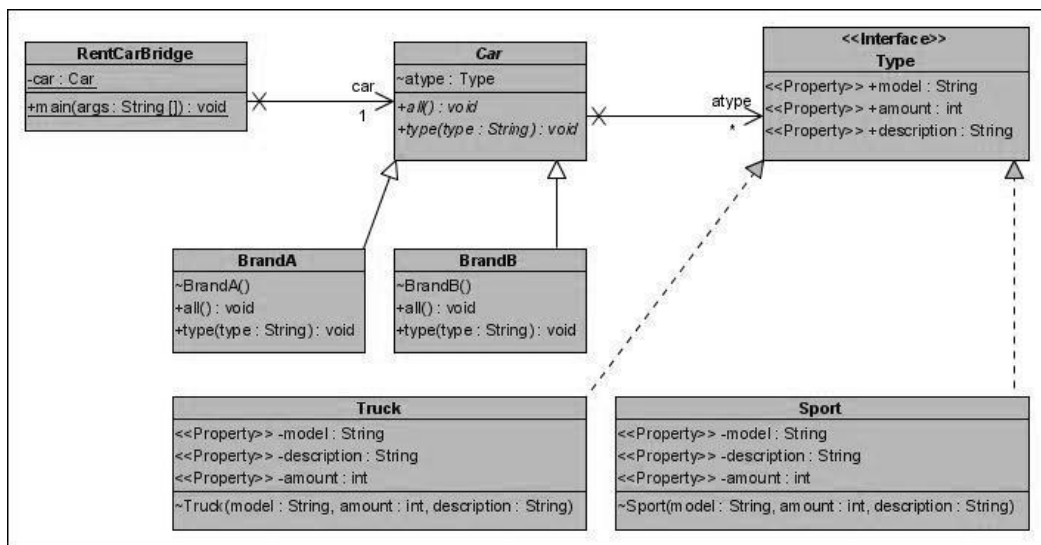 RentCarBridge
-car : Car
+main(args : String []) : void
car
1
Car
~atype : Type
+all() : void
+type(type : String) : void
atype
*
<<Interface>>
Type
<<Property>> +model : String
<<Property>> +amount : int
<<Property>> +description : String
BrandA
~BrandA()
+all() : void
+type(type : String) : void
BrandB
~BrandB()
+all() : void
+type(type : String) : void
Truck
<<Property>> -model : String
<<Property>> -description : String
<<Property>> -amount : int
~Truck(model : String, amount : int, description : String)
Sport
<<Property>> -model : String
<<Property>> -description : String
<<Property>> -amount : int
~Sport(model : String, amount : int, description : String)